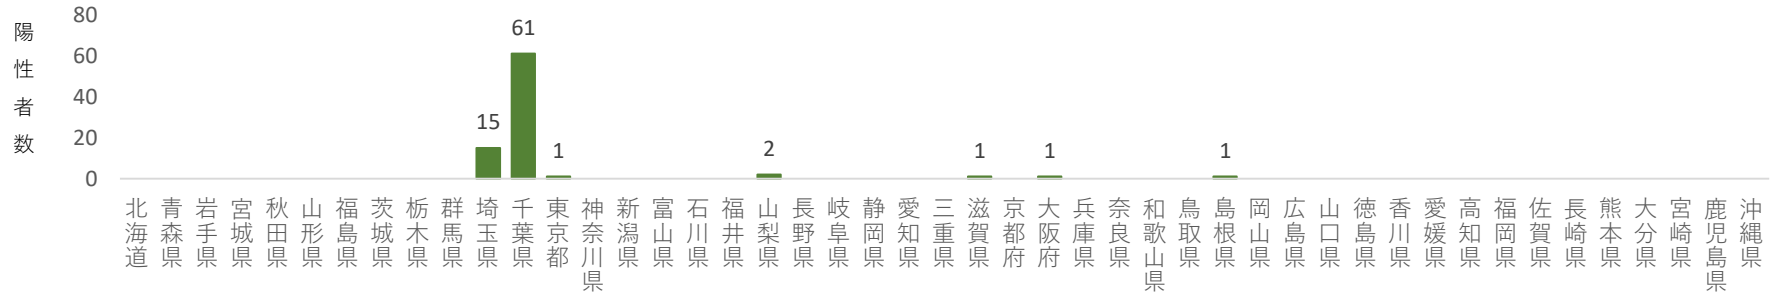 陽性者数
80
60
40
20
0
15
61
1
2
1
1
1
北海道
青森県
岩手県
宮城県
秋田県
山形県
福島県
茨城県
栃木県
群馬県
埼玉県
千葉県
東京都
神奈川県
新潟県
富山県
石川県
福井県
山梨県
長野県
岐阜県
静岡県
愛知県
三重県
滋賀県
京都府
大阪府
兵庫県
奈良県
和歌山県
鳥取県
島根県
岡山県
広島県
山口県
徳島県
香川県
愛媛県
高知県
福岡県
佐賀県
長崎県
熊本県
大分県
宮崎県
鹿児島県
沖縄県